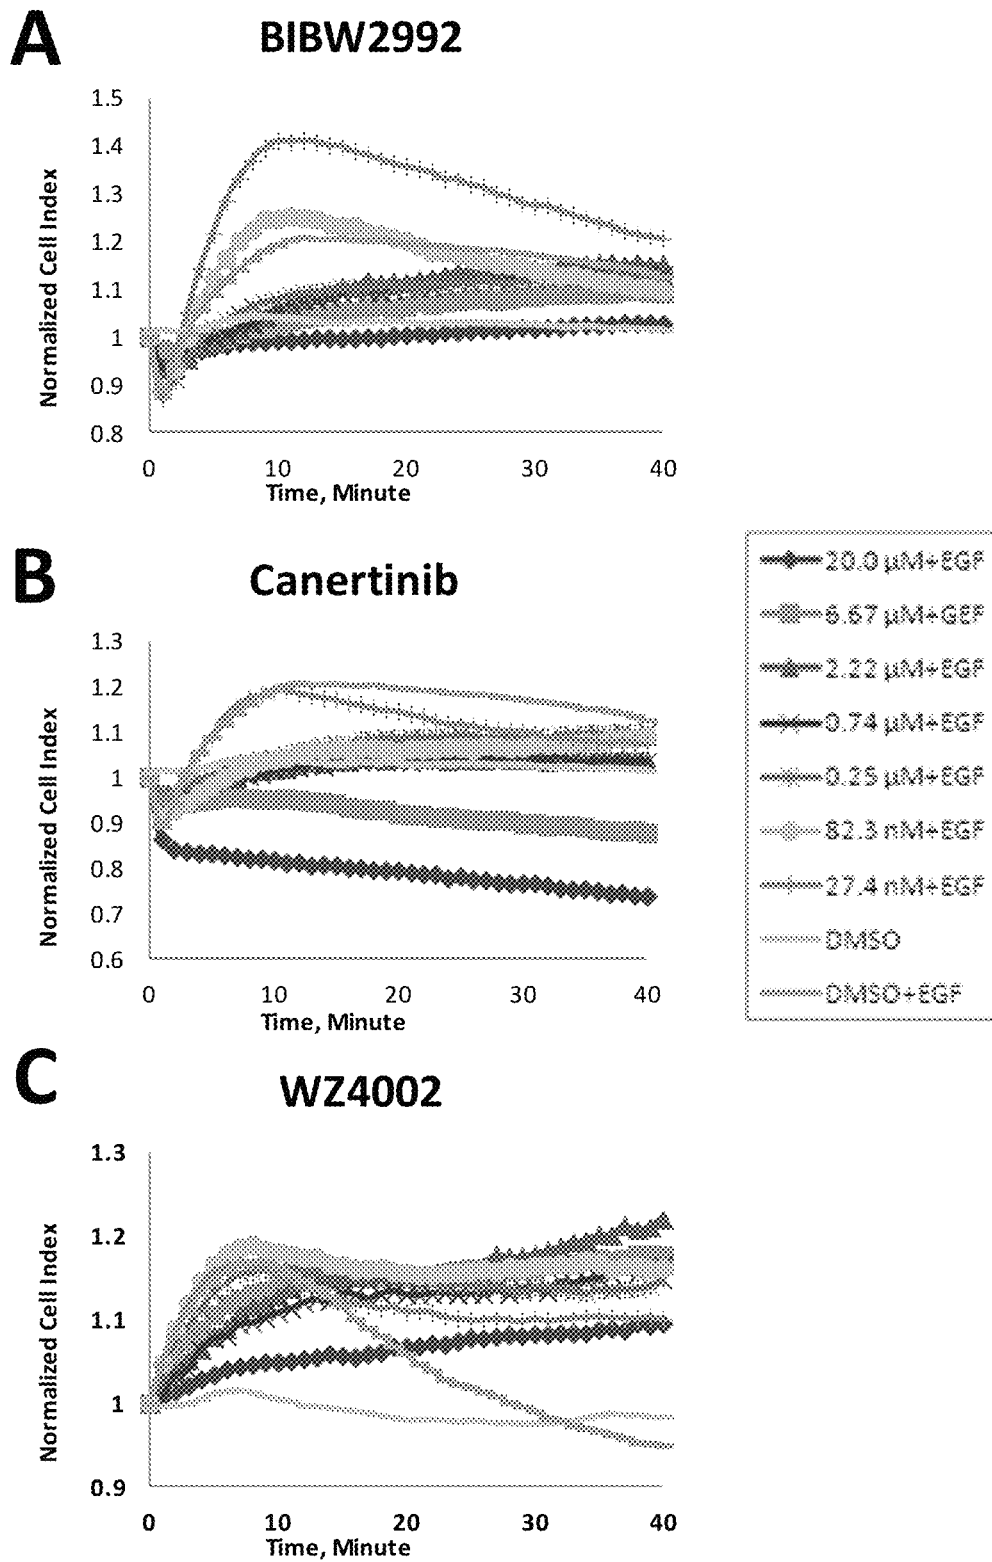 A
BIBW2992
Normalized Cell Index
1.5
1.4
1.3
1.2
1.1
1
0.9
0.8
0 10 20 30 40
Time, Minute
B
Canertinib
Normalized Cell Index
1.3
1.2
1.1
1
0.9
0.8
0.7
0.6
0 10 20 30 40
Time, Minute
20.0 µM+EGF
6.67 µM+GEF
2.22 µM+EGF
0.74 µM+EGF
0.25 µM+EGF
82.3 nM+EGF
27.4 nM+EGF
DMSO
DMSO+EGF
C
WZ4002
Normalized Cell Index
1.3
1.2
1.1
1
0.9
0 10 20 30 40
Time, Minute